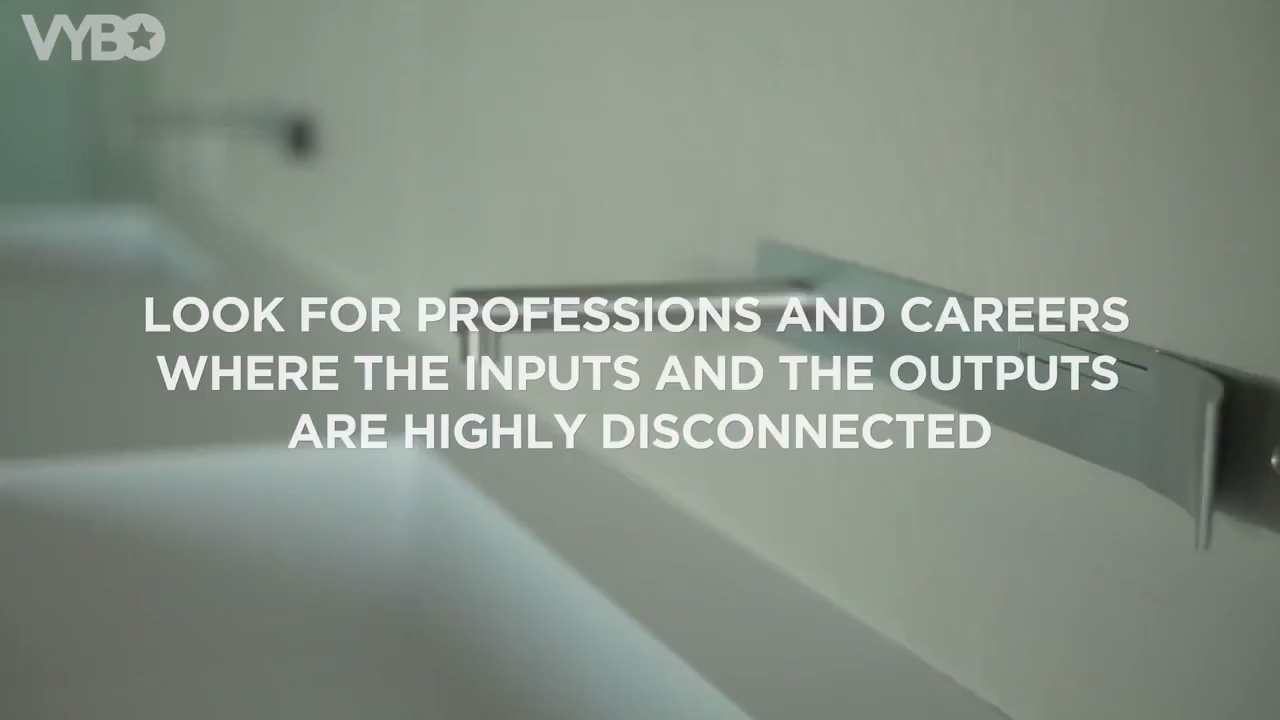 VYBO
LOOK FOR PROFESSIONS AND CAREERS
WHERE THE INPUTS AND THE OUTPUTS
ARE HIGHLY DISCONNECTED